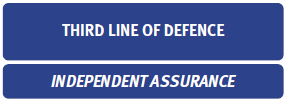 THIRD LINE OF DEFENCE
INDEPENDENT ASSURANCE